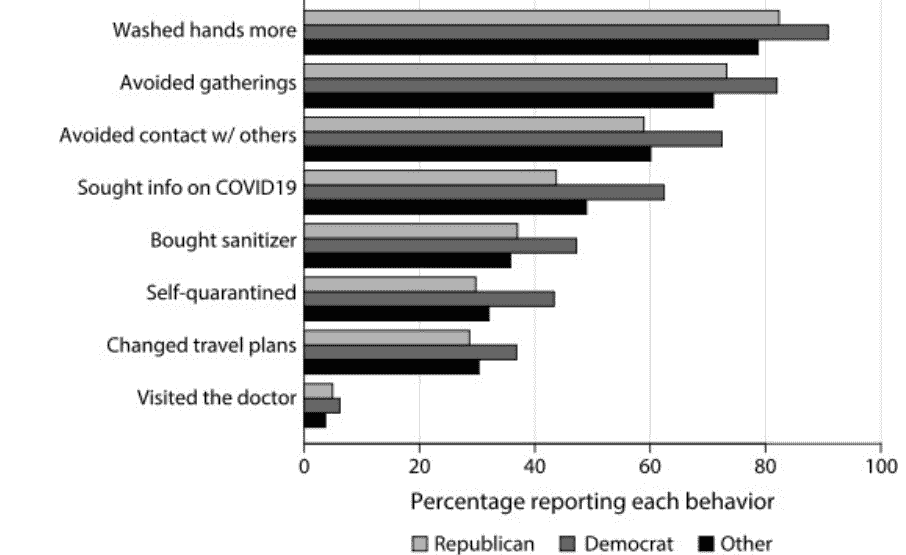 Washed hands more
Avoided gatherings
Avoided contact w/ others
Sought info on COVID19
Bought sanitizer
Self-quarantined
Changed travel plans
Visited the doctor
0 20 40 60 80 100
Percentage reporting each behavior
Republican Democrat Other